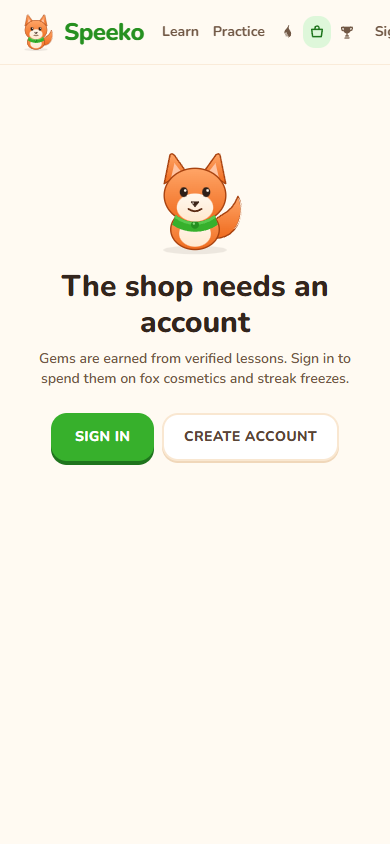 Speeko Learn Practice Sig
The shop needs an
account
Gems are earned from verified lessons. Sign in to
spend them on fox cosmetics and streak freezes.
SIGN IN CREATE ACCOUNT